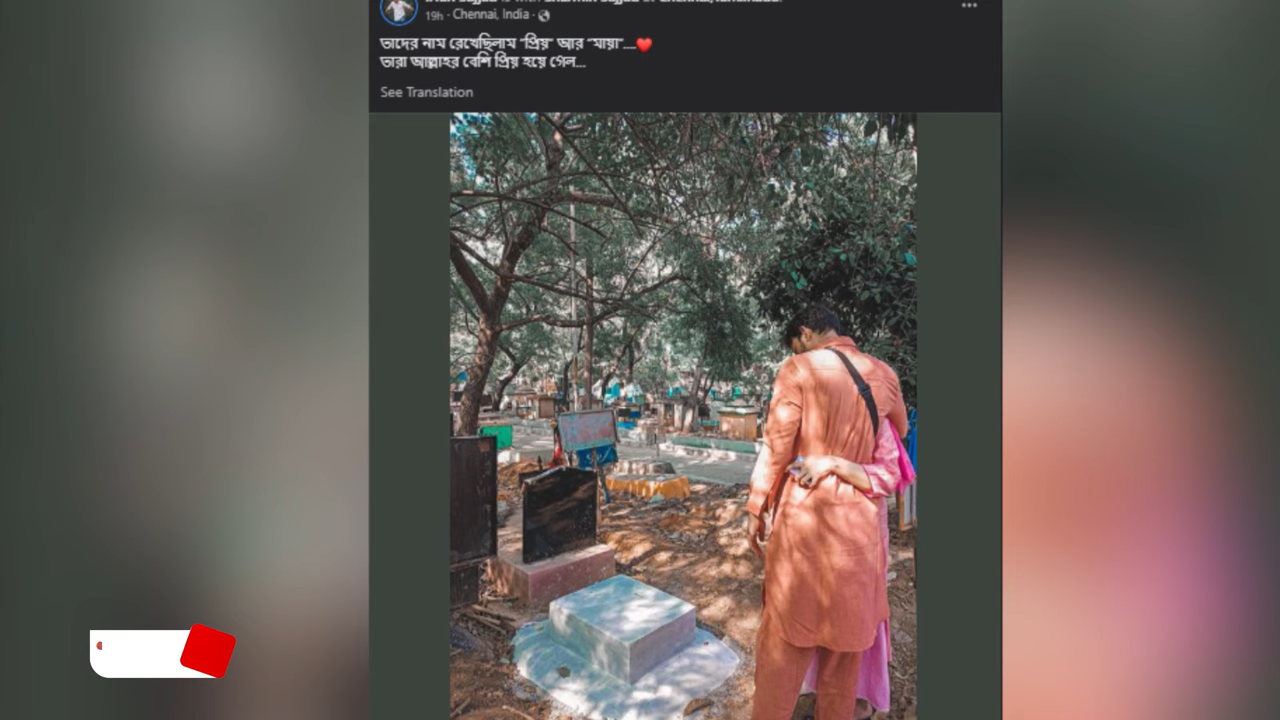 19h · Chennai, India ·
তাদের নাম রেখেছিলাম “প্রিয়” আর “মায়া”....❤️
তারা আল্লাহর বেশি প্রিয় হয়ে গেল...
See Translation